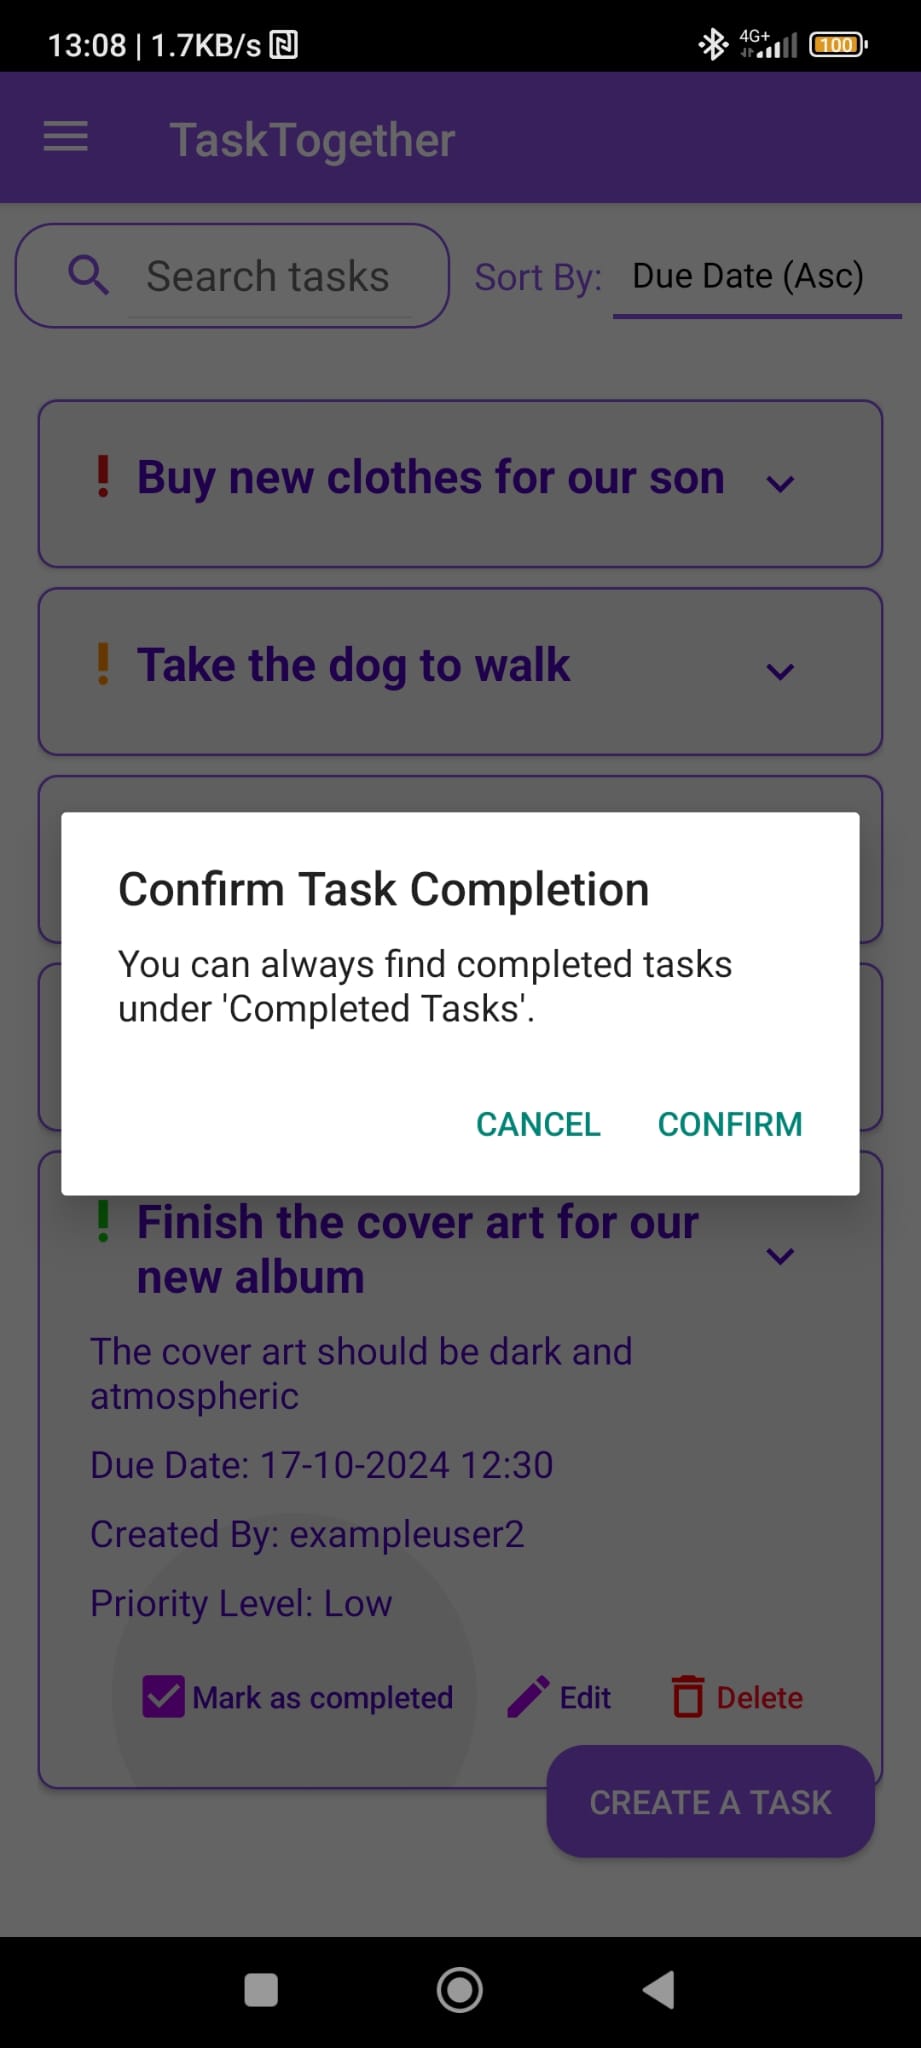 13:08 | 1.7KB/s
4G+
100
TaskTogether
Search tasks
Sort By:
Due Date (Asc)
! Buy new clothes for our son
! Take the dog to walk
Confirm Task Completion
You can always find completed tasks
under 'Completed Tasks'.
CANCEL
CONFIRM
! Finish the cover art for our
new album
The cover art should be dark and
atmospheric
Due Date: 17-10-2024 12:30
Created By: exampleuser2
Priority Level: Low
Mark as completed
Edit
Delete
CREATE A TASK